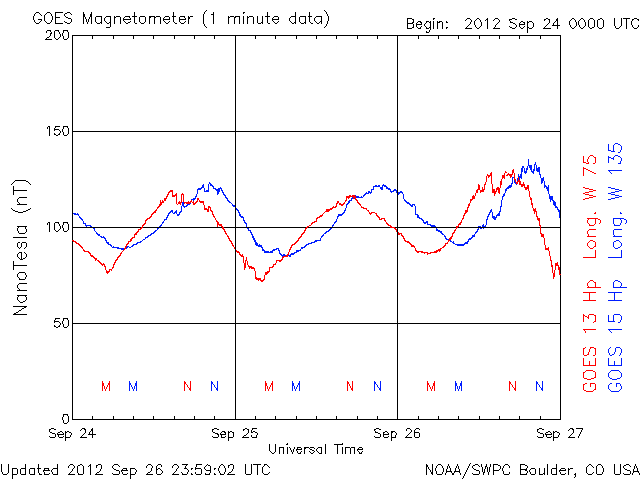 GOES Magnetometer (1 minute data)
Begin: 2012 Sep 24 0000 UTC
200
150
100
50
0
NanoTesla (nT)
M M N N M M N N M M N N
Sep 24 Sep 25 Sep 26 Sep 27
Universal Time
GOES 13 Hp Long. W 75
GOES 15 Hp Long. W 135
Updated 2012 Sep 26 23:59:02 UTC
NOAA/SWPC Boulder, CO USA